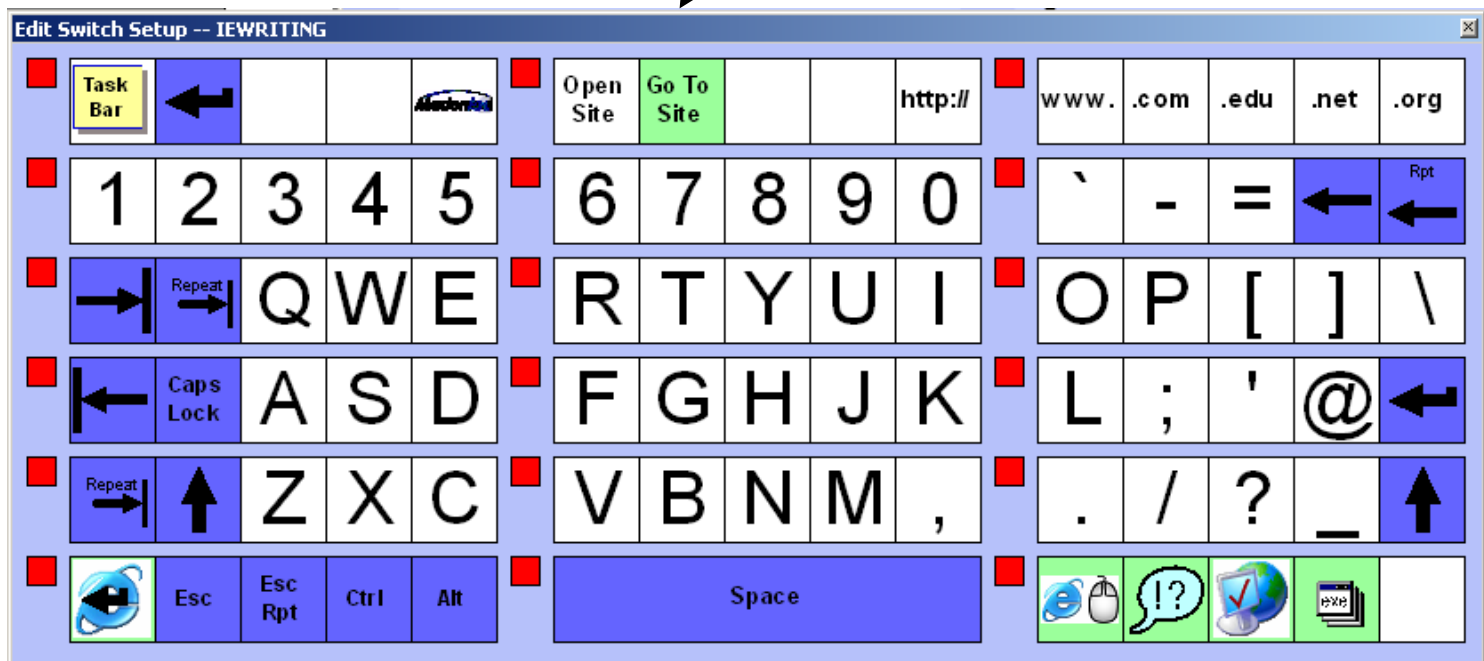 Edit Switch Setup -- IEWRITING
Task Bar Open Site Go To Site http:// www. .com .edu .net .org
1 2 3 4 5 6 7 8 9 0 ` - = Rpt
Repeat Q W E R T Y U I O P [ ] \
Caps Lock A S D F G H J K L ; ' @
Repeat Z X C V B N M , . / ? _
Esc Esc Rpt Ctrl Alt Space !? exe